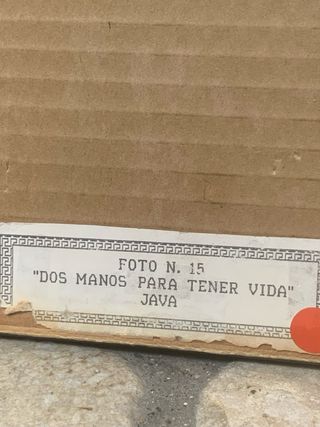 FOTO N. 15
"DOS MANOS PARA TENER VIDA"
JAVA